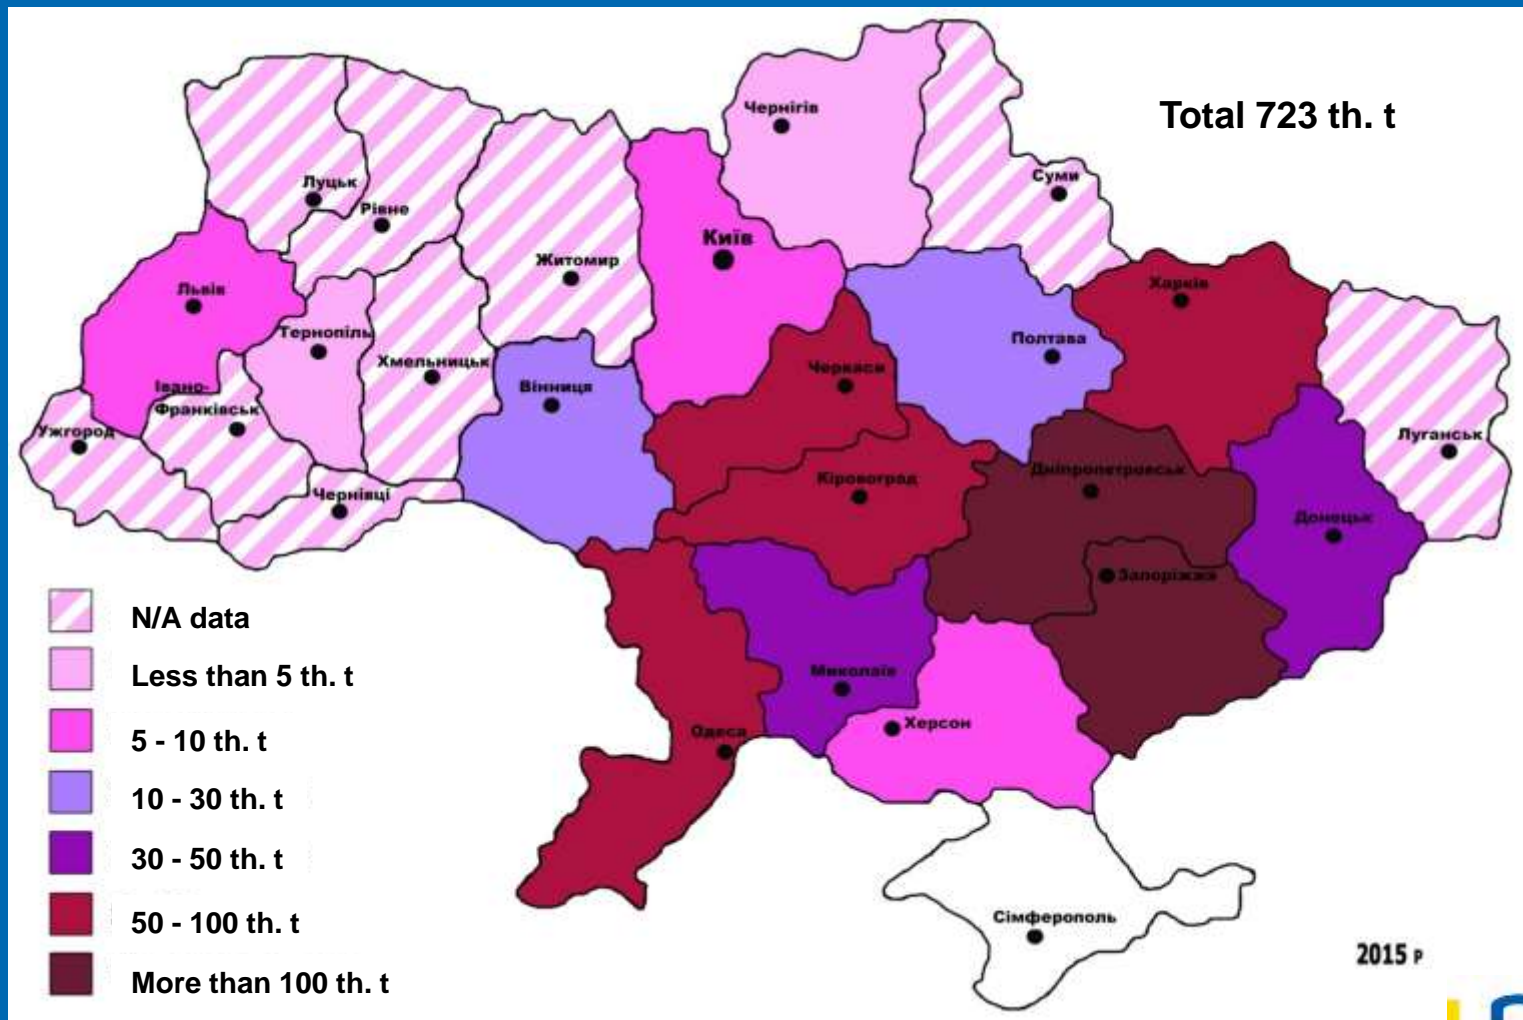 Total 723 th. t
Чернігів
Суми
Луцьк
Рівне
Київ
Житомир
Львів
Харків
Тернопіль
Полтава
Хмельницьк
Черкаси
Вінниця
Івано-
Франківськ
Ужгород
Луганськ
Кіровоград
Дніпропетровськ
Чернівці
Донецьк
Запоріжжя
Миколаїв
Херсон
Одеса
Сімферополь
N/A data
Less than 5 th. t
5 - 10 th. t
10 - 30 th. t
30 - 50 th. t
50 - 100 th. t
More than 100 th. t
2015 Р